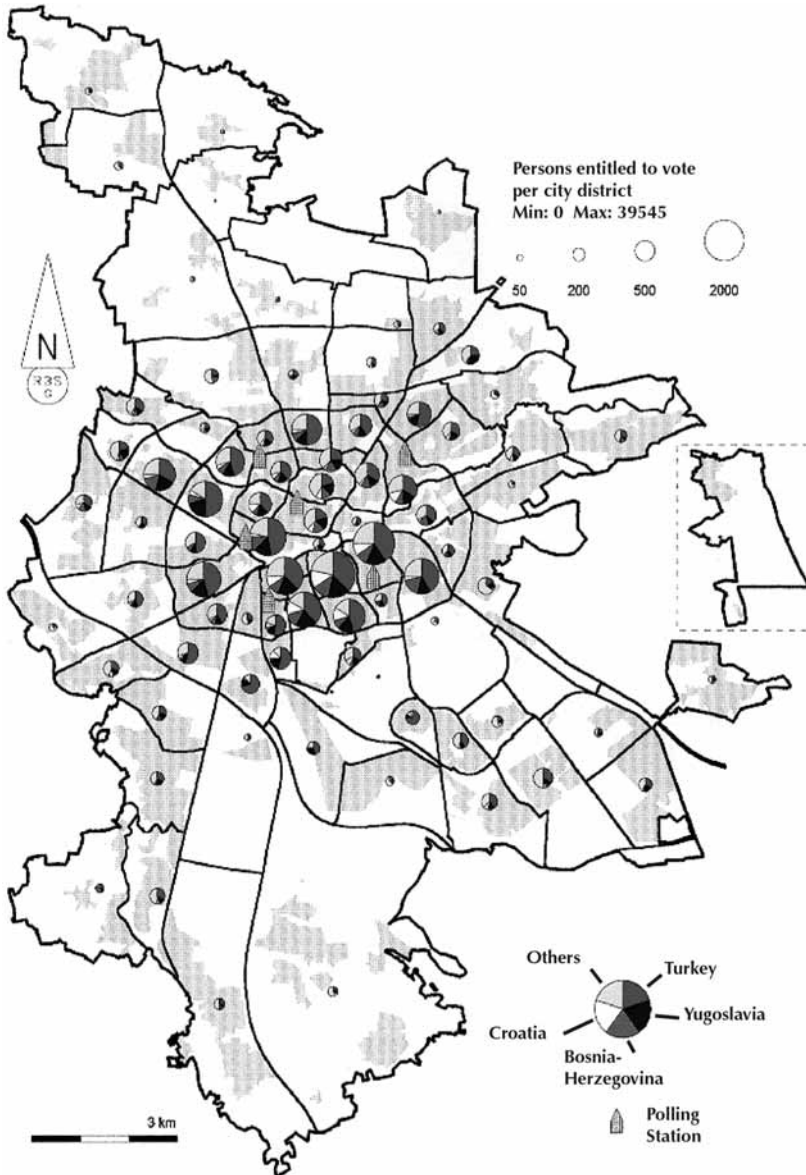 Persons entitled to vote
per city district
Min: 0 Max: 39545
50 200 500 2000
N
R3S
G
Others
Turkey
Yugoslavia
Croatia
Bosnia-
Herzegovina
Polling
Station
3 km